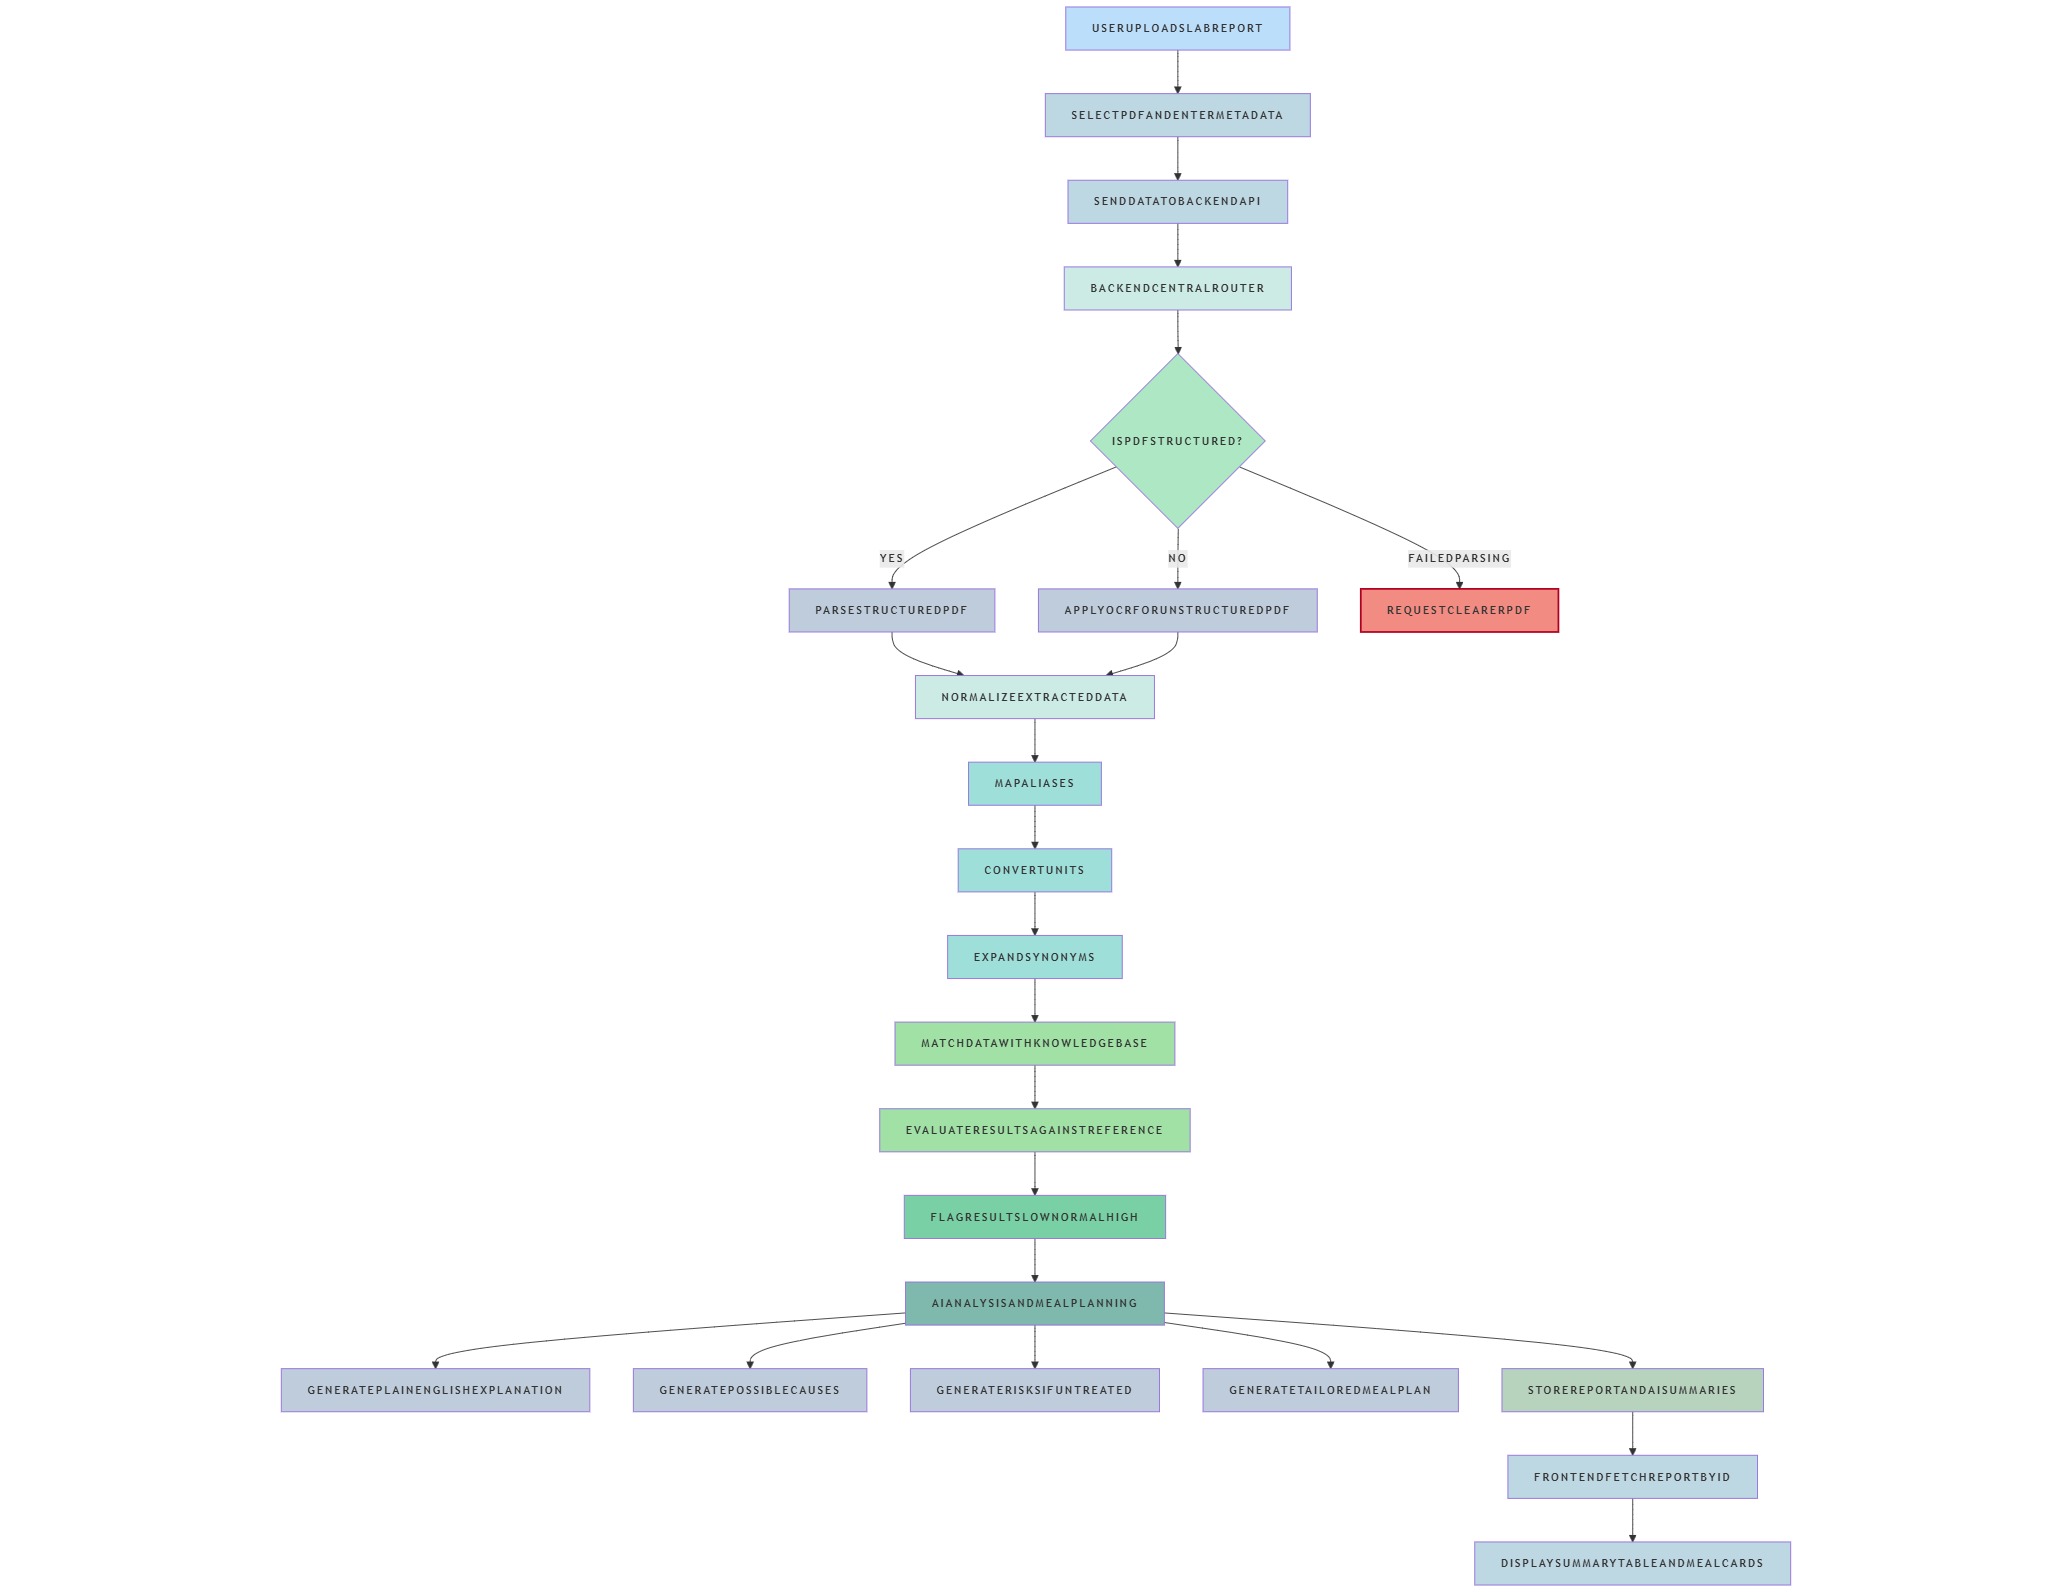 USERUPLOADSLABREPORT
SELECTPDFANDENTERMETADATA
SENDDATATOBACKENDAPI
BACKENDCENTRALROUTER
ISPDFSTRUCTURED?
YES
NO
FAILEDPARSING
PARSESTRUCTUREDPDF
APPLYOCRFORUNSTRUCTUREDPDF
REQUESTCLEARERPDF
NORMALIZEEXTRACTEDDATA
MAPALIASES
CONVERTUNITS
EXPANDSYNONYMS
MATCHDATAWITHKNOWLEDGEBASE
EVALUATERESULTSAGAINSTREFERENCE
FLAGRESULTSLOWNORMALHIGH
AIANALYSISANDMEALPLANNING
GENERATEPLAINENGLISHEXPLANATION
GENERATEPOSSIBLECAUSES
GENERATERISKSIFUNTREATED
GENERATETAILOREDMEALPLAN
STOREREPORTANDAISUMMARIES
FRONTENDFETCHREPORTBYID
DISPLAYSUMMARYTABLEANDMEALCARDS